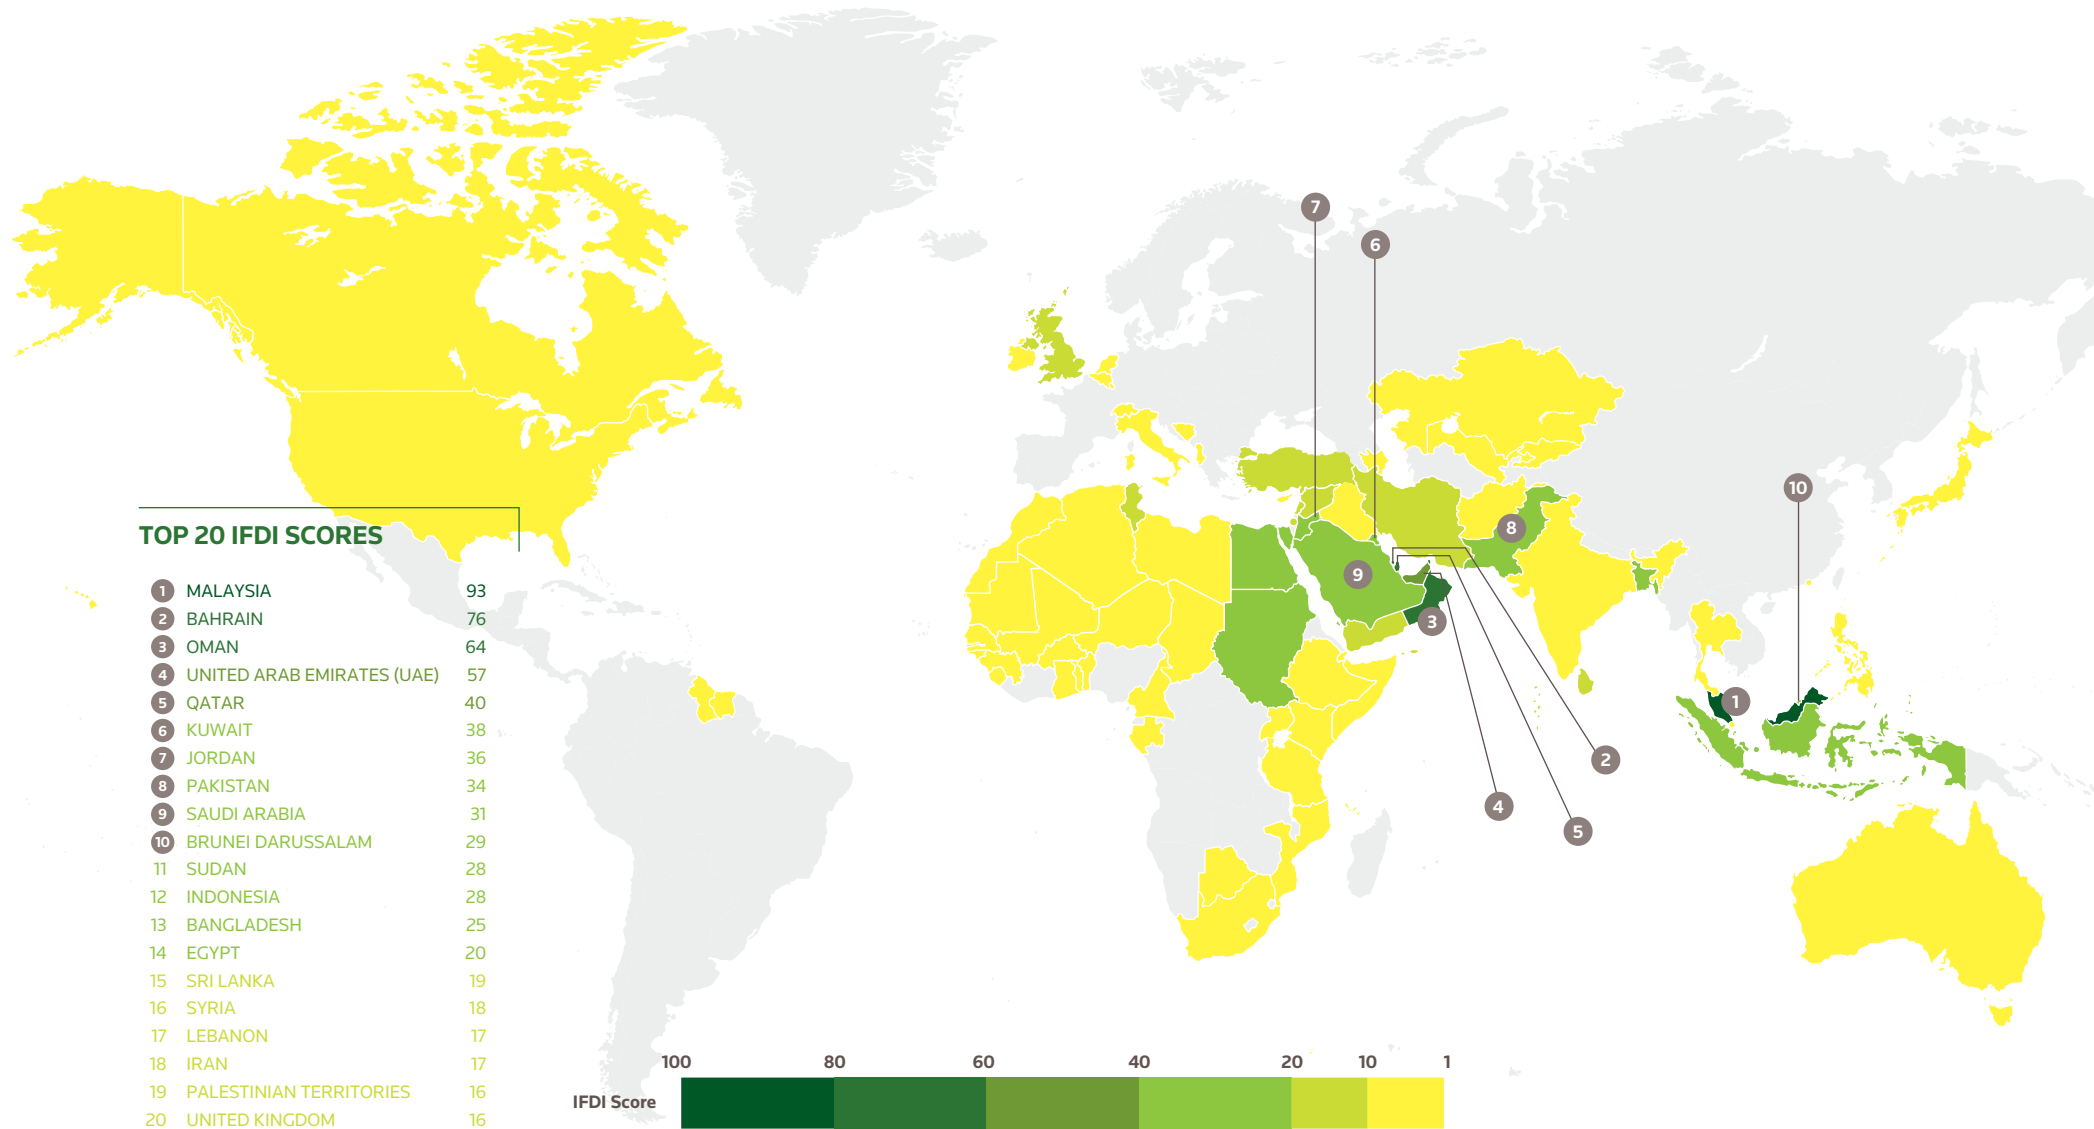 7
6
10
8
9
3
1
2
4
5
TOP 20 IFDI SCORES
1 MALAYSIA 93
2 BAHRAIN 76
3 OMAN 64
4 UNITED ARAB EMIRATES (UAE) 57
5 QATAR 40
6 KUWAIT 38
7 JORDAN 36
8 PAKISTAN 34
9 SAUDI ARABIA 31
10 BRUNEI DARUSSALAM 29
11 SUDAN 28
12 INDONESIA 28
13 BANGLADESH 25
14 EGYPT 20
15 SRI LANKA 19
16 SYRIA 18
17 LEBANON 17
18 IRAN 17
19 PALESTINIAN TERRITORIES 16
20 UNITED KINGDOM 16
100 80 60 40 20 10 1
IFDI Score